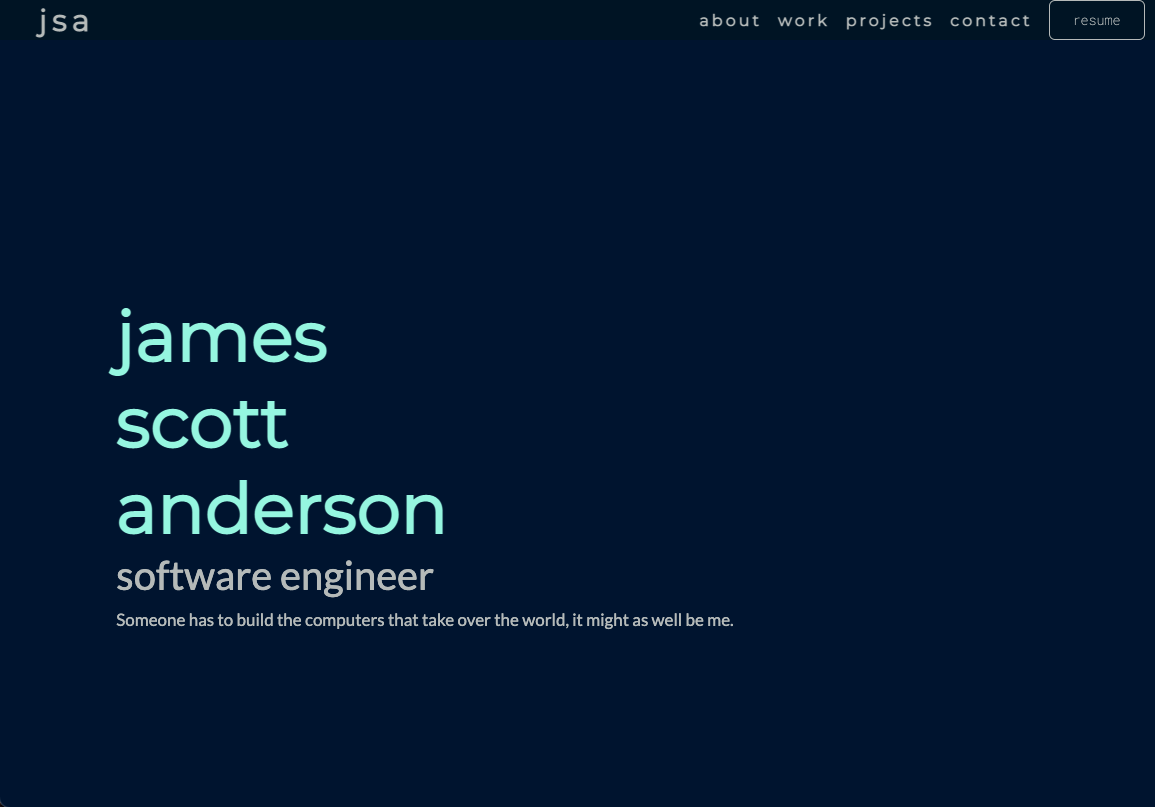 jsa about work projects contact resume
james
scott
anderson
software engineer
Someone has to build the computers that take over the world, it might as well be me.